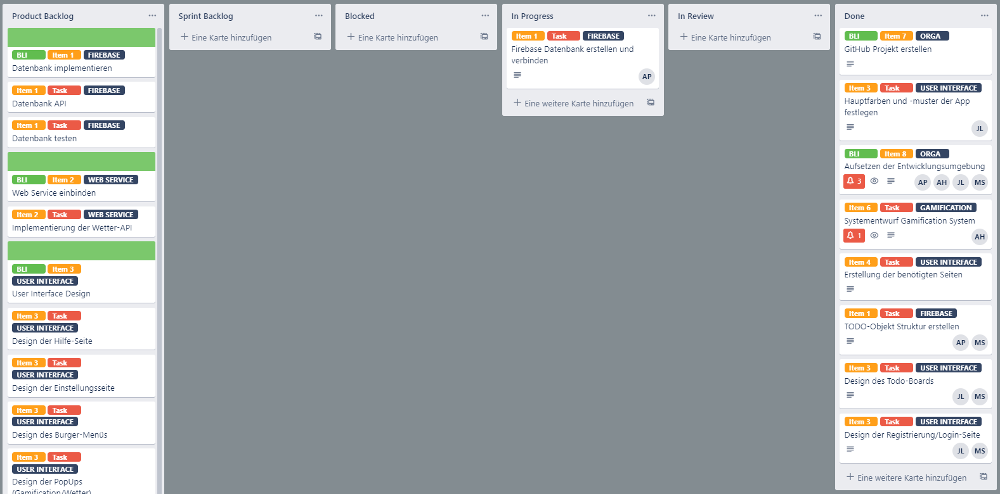 Product Backlog
BLI Item 1 FIREBASE
Datenbank implementieren
Item 1 Task FIREBASE
Datenbank API
Item 1 Task FIREBASE
Datenbank testen
BLI Item 2 WEB SERVICE
Web Service einbinden
Item 2 Task WEB SERVICE
Implementierung der Wetter-API
BLI Item 3
USER INTERFACE
User Interface Design
Item 3 Task
USER INTERFACE
Design der Hilfe-Seite
Item 3 Task
USER INTERFACE
Design der Einstellungsseite
Item 3 Task
USER INTERFACE
Design des Burger-Menüs
Item 3 Task
USER INTERFACE
Design der PopUps
(Gamification/Wetter)
Sprint Backlog
Eine Karte hinzufügen
Blocked
Eine Karte hinzufügen
In Progress
Item 1 Task FIREBASE
Firebase Datenbank erstellen und
verbinden
AP
Eine weitere Karte hinzufügen
In Review
Eine Karte hinzufügen
Done
BLI Item 7 ORGA
GitHub Projekt erstellen
Item 3 Task USER INTERFACE
Hauptfarben und -muster der App
festlegen
JL
BLI Item 8 ORGA
Aufsetzen der Entwicklungsumgebung
3 AP AH JL MS
Item 6 Task GAMIFICATION
Systementwurf Gamification System
1 AH
Item 4 Task USER INTERFACE
Erstellung der benötigten Seiten
Item 1 Task FIREBASE
TODO-Objekt Struktur erstellen
AP MS
Item 3 Task USER INTERFACE
Design des Todo-Boards
JL MS
Item 3 Task USER INTERFACE
Design der Registrierung/Login-Seite
JL MS
Eine weitere Karte hinzufügen